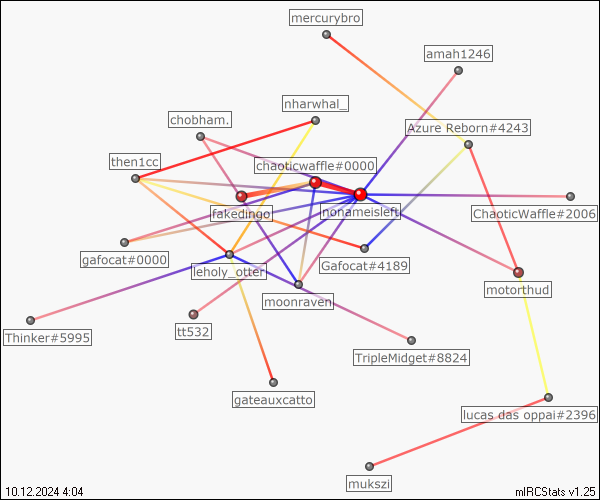 mercurybro
amah1246
nharwhal_
chobham.
Azure Reborn#4243
then1cc
chaoticwaffle#0000
fakedingo
nonameisleft
ChaoticWaffle#2006
gafocat#0000
leholy_otter
Gafocat#4189
motorthud
moonraven
Thinker#5995
tt532
TripleMidget#8824
gateauxcatto
lucas das oppai#2396
mukszi
10.12.2024 4:04
mIRCStats v1.25